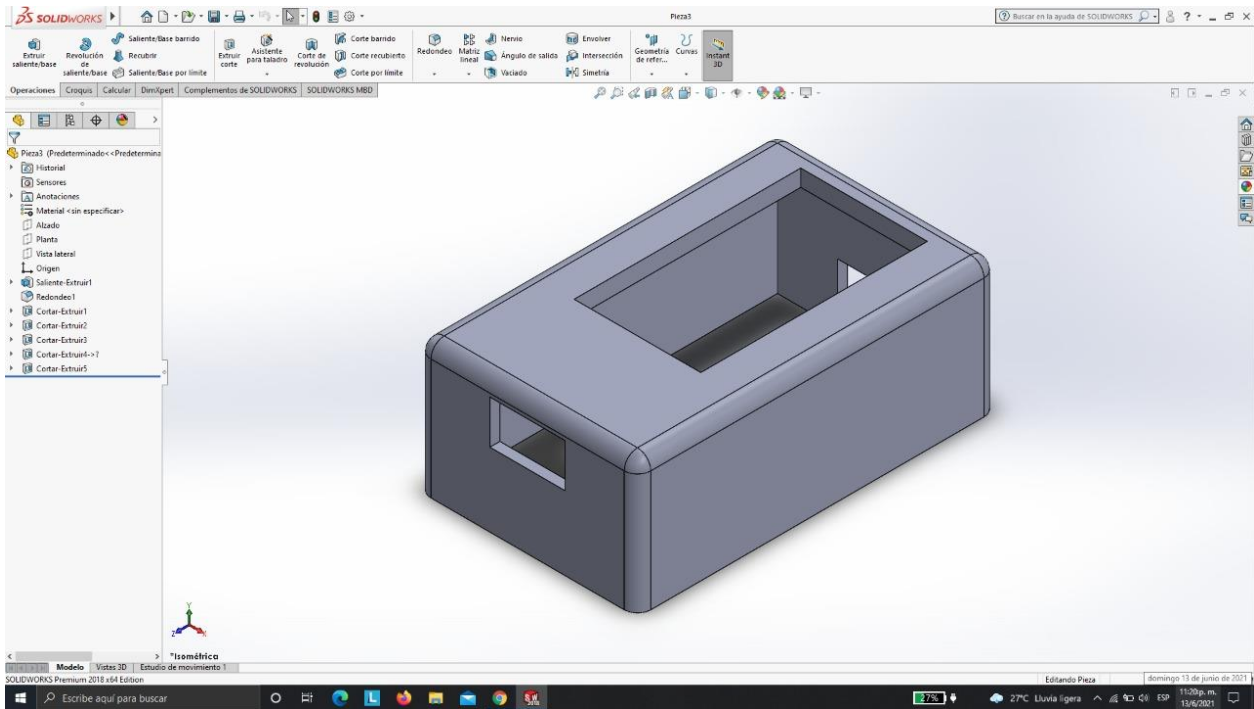 SOLIDWORKS
Pieza3
Buscar en la ayuda de SOLIDWORKS
Extruir saliente/base
Revolución de saliente/base
Saliente/Base barrido
Recubrir
Saliente/Base por límite
Extruir corte
Asistente para taladro
Corte de revolución
Corte barrido
Corte recubierto
Corte por límite
Redondeo
Matriz lineal
Nervio
Ángulo de salida
Vaciado
Envolver
Intersección
Simetría
Geometría de refer...
Curvas
Instant 3D
Operaciones
Croquis
Calcular
DimXpert
Complementos de SOLIDWORKS
SOLIDWORKS MBD
Pieza3 (Predeterminado<<Predetermina
Historial
Sensores
Anotaciones
Material <sin especificar>
Alzado
Planta
Vista lateral
Origen
Saliente-Extruir1
Redondeo1
Cortar-Extruir1
Cortar-Extruir2
Cortar-Extruir3
Cortar-Extruir4->?
Cortar-Extruir5
Y
Z
X
*Isométrica
Modelo
Vistas 3D
Estudio de movimiento 1
SOLIDWORKS Premium 2018 x64 Edition
Editando Pieza
domingo 13 de junio de 2021
Escribe aquí para buscar
27%
27°C Lluvia ligera
ESP
11:20 p. m.
13/6/2021